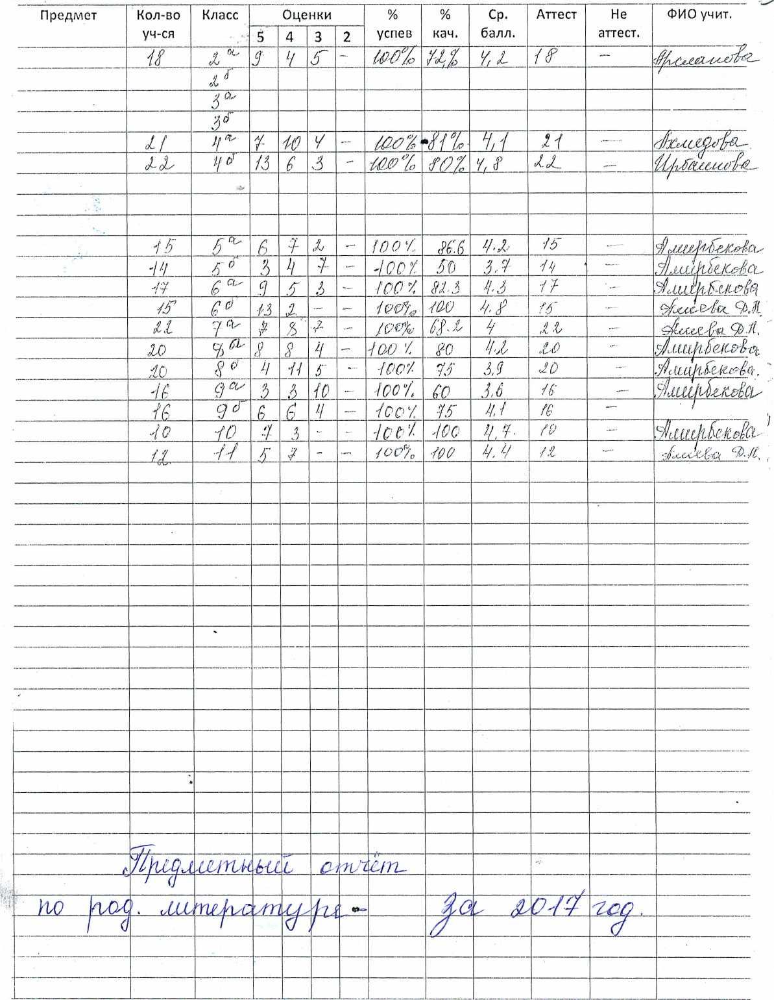 Предмет Кол-во Класс Оценки % % Ср. Аттест Не ФИО учит.
уч-ся 5 4 3 2 успев кач. балл. аттест.
18 2а 9 4 5 - 100% 72% 4,2 18 - Арсланова
2б
3а
3б
21 4а 7 10 4 - 100% 81% 4,1 21 - Ахмедова
22 4б 13 6 3 - 100% 80% 4,8 22 -
15 5а 6 7 2 - 100% 86.6 4.2 15 - Амирбекова
14 5б 3 4 7 - 100% 50 3.7 14 - Амирбекова
17 6а 9 5 3 - 100% 82.3 4.3 17 - Амирбекова
15 6б 13 2 - - 100% 100 4.8 15 - Алиева Д.М.
22 7а 7 8 7 - 100% 68.2 4 22 - Алиева Д.М.
20 8а 8 8 4 - 100% 80 4.2 20 - Амирбекова
20 8б 4 11 5 - 100% 75 3,9 20 - Амирбекова.
16 9а 3 3 10 - 100% 60 3.6 16 - Амирбекова
16 9б 6 6 4 - 100% 75 4.1 16 -
10 10 7 3 - - 100% 100 4.7. 10 - Амирбекова
12 11 5 7 - - 100% 100 4.4 12 - Алиева Д.М.
Предметный отчёт
по род. литературе - за 2017 год.